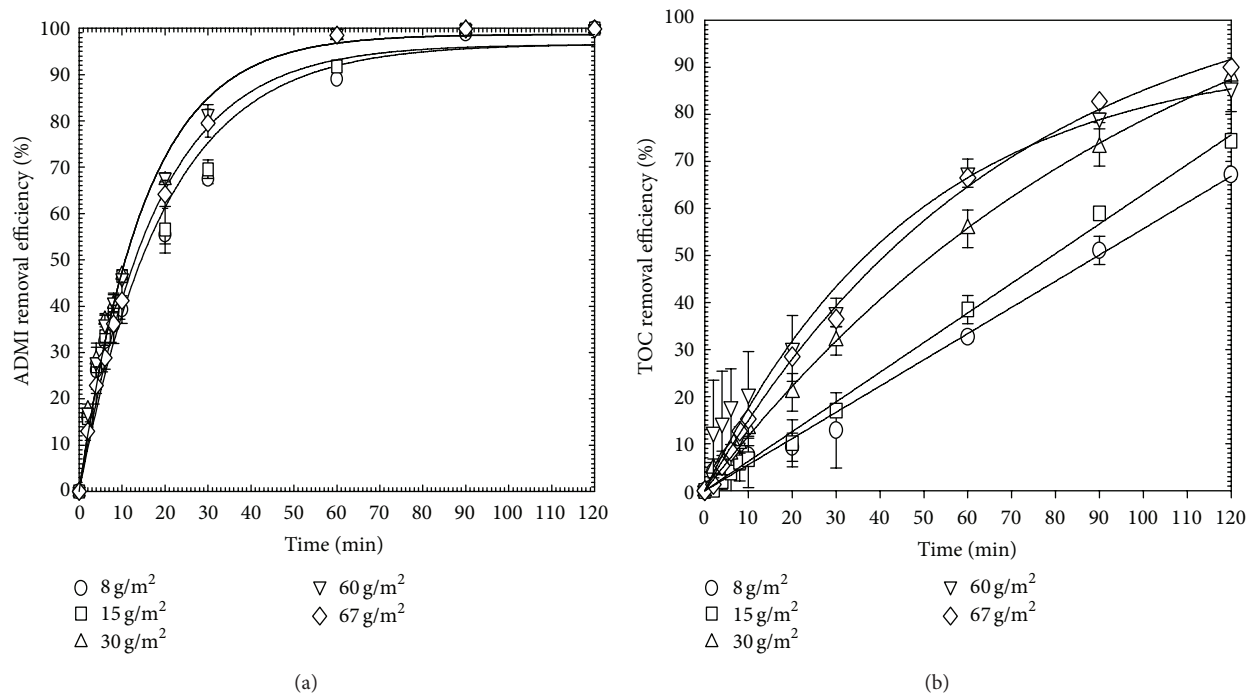 100
90
80
70
60
50
40
30
20
10
0
ADMI removal efficiency (%)
0 10 20 30 40 50 60 70 80 90 100 110 120
Time (min)
8 g/m²
15 g/m²
30 g/m²
60 g/m²
67 g/m²
(a)
100
90
80
70
60
50
40
30
20
10
0
TOC removal efficiency (%)
0 10 20 30 40 50 60 70 80 90 100 110 120
Time (min)
8 g/m²
15 g/m²
30 g/m²
60 g/m²
67 g/m²
(b)